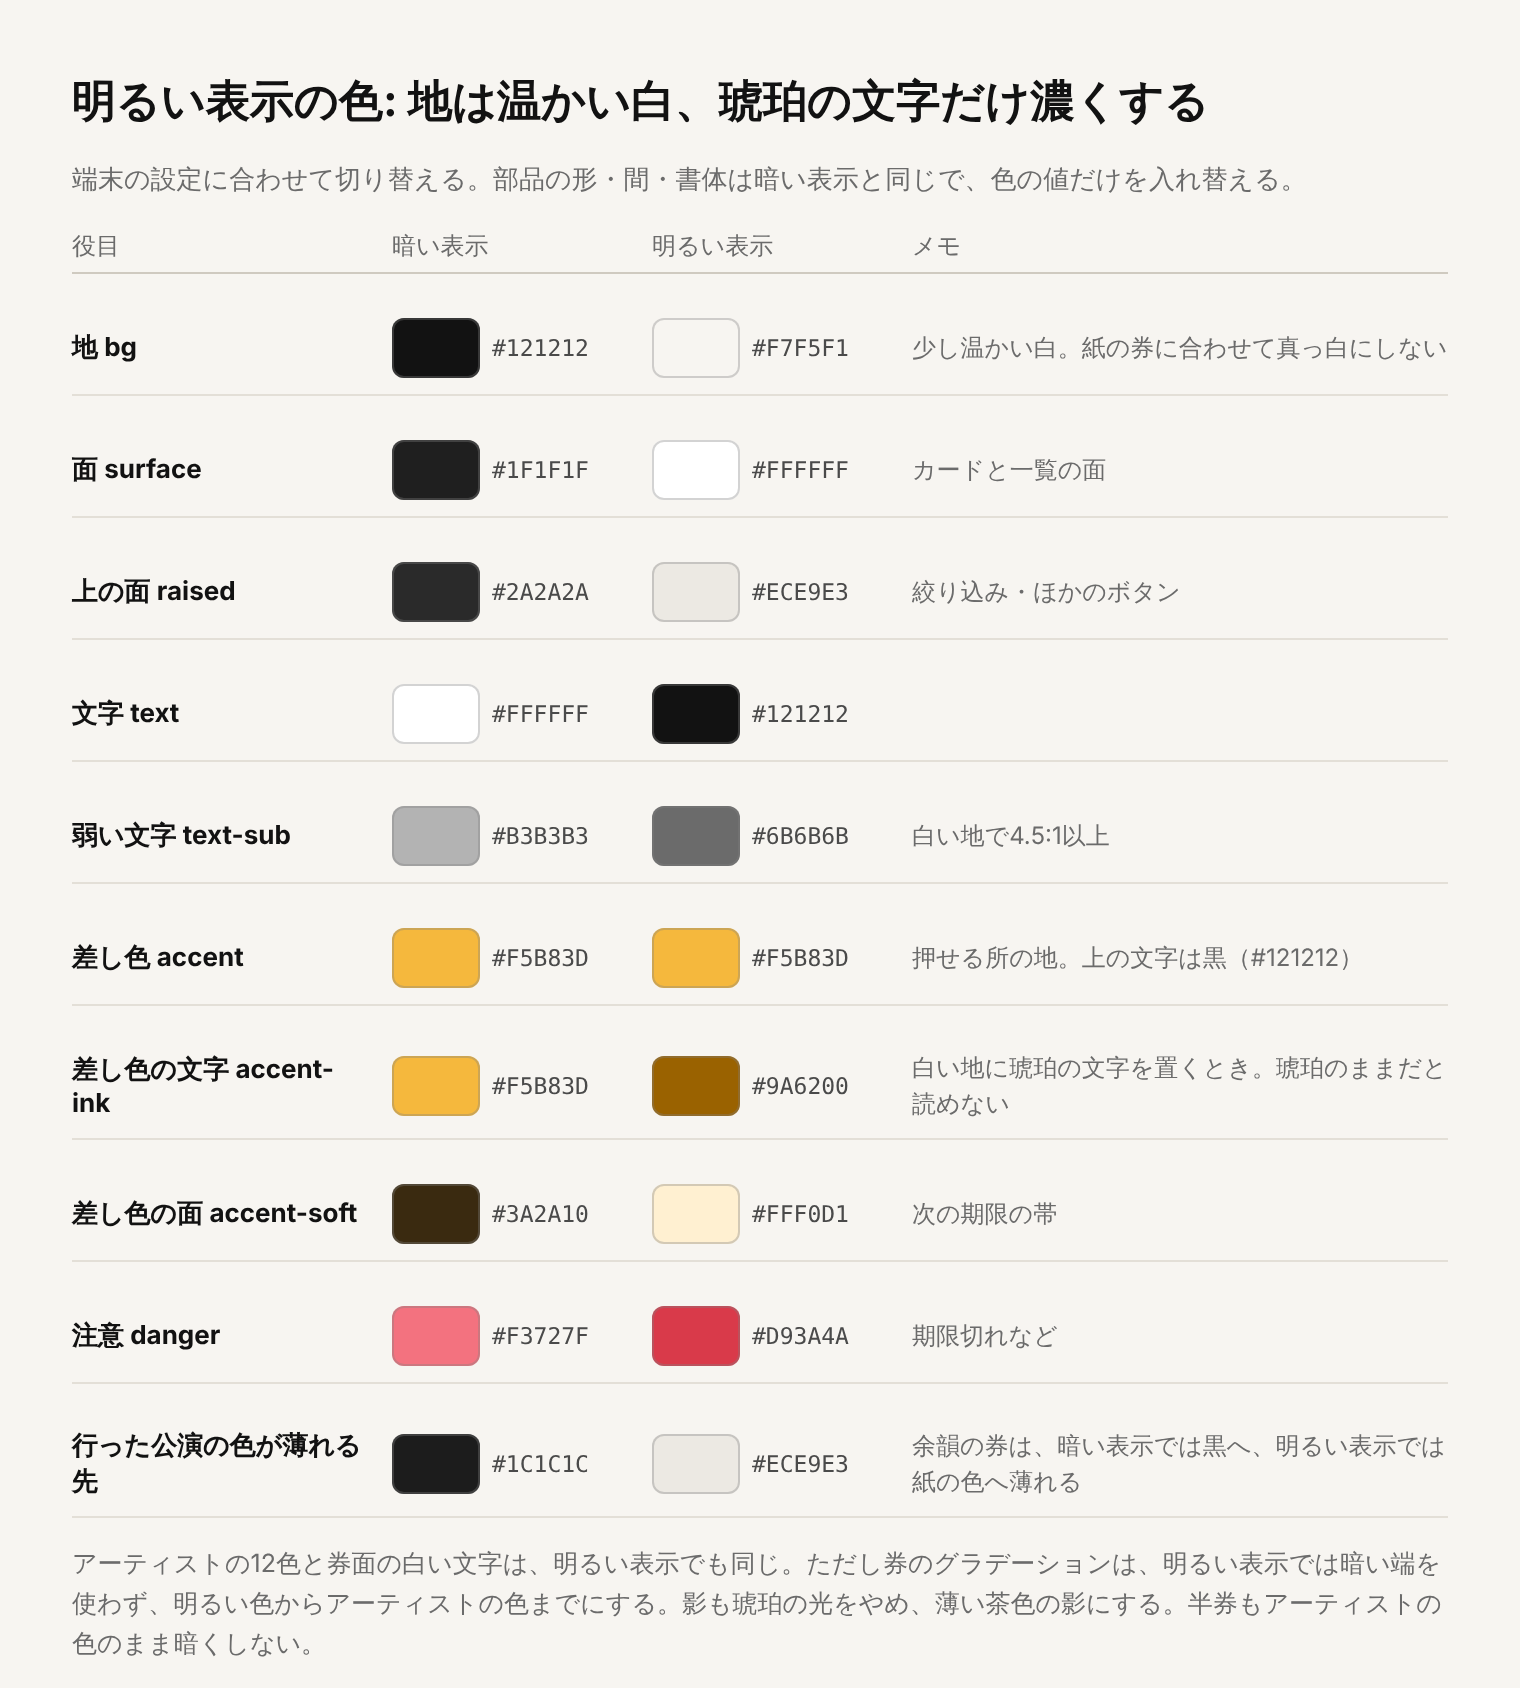 明るい表示の色: 地は温かい白、琥珀の文字だけ濃くする
端末の設定に合わせて切り替える。部品の形・間・書体は暗い表示と同じで、色の値だけを入れ替える。
役目 暗い表示 明るい表示 メモ
地 bg #121212 #F7F5F1 少し温かい白。紙の券に合わせて真っ白にしない
面 surface #1F1F1F #FFFFFF カードと一覧の面
上の面 raised #2A2A2A #ECE9E3 絞り込み・ほかのボタン
文字 text #FFFFFF #121212
弱い文字 text-sub #B3B3B3 #6B6B6B 白い地で4.5:1以上
差し色 accent #F5B83D #F5B83D 押せる所の地。上の文字は黒（#121212）
差し色の文字 accent-
ink
#F5B83D #9A6200
白い地に琥珀の文字を置くとき。琥珀のままだと
読めない
差し色の面 accent-soft #3A2A10 #FFF0D1 次の期限の帯
注意 danger #F3727F #D93A4A 期限切れなど
行った公演の色が薄れる
先
#1C1C1C #ECE9E3
余韻の券は、暗い表示では黒へ、明るい表示では
紙の色へ薄れる
アーティストの12色と券面の白い文字は、明るい表示でも同じ。ただし券のグラデーションは、明るい表示では暗い端を
使わず、明るい色からアーティストの色までにする。影も琥珀の光をやめ、薄い茶色の影にする。半券もアーティストの
色のまま暗くしない。